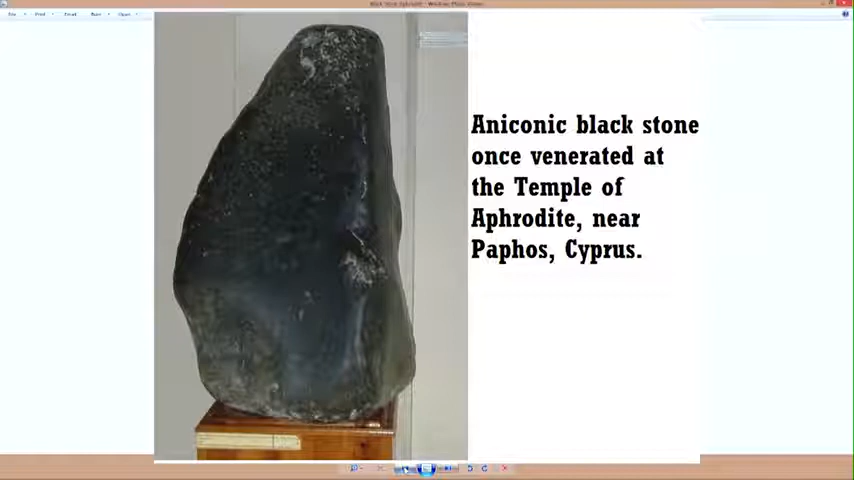 Aniconic black stone
once venerated at
the Temple of
Aphrodite, near
Paphos, Cyprus.